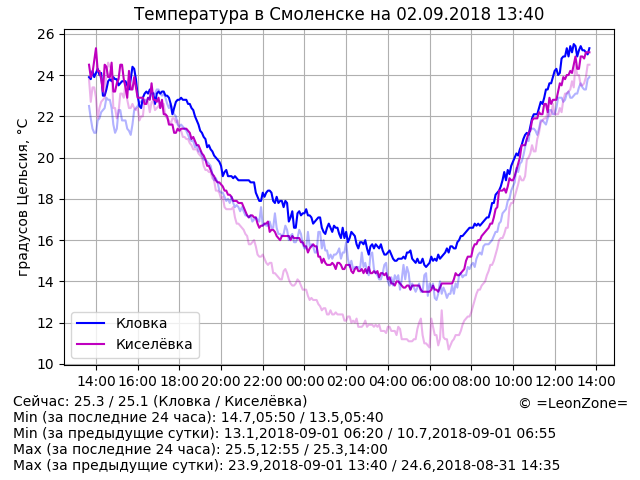 Температура в Смоленске на 02.09.2018 13:40
26
24
22
20
18
16
14
12
10
градусов Цельсия, °C
Кловка
Киселёвка
14:00 16:00 18:00 20:00 22:00 00:00 02:00 04:00 06:00 08:00 10:00 12:00 14:00
Сейчас: 25.3 / 25.1 (Кловка / Киселёвка)
© =LeonZone=
Min (за последние 24 часа): 14.7,05:50 / 13.5,05:40
Min (за предыдущие сутки): 13.1,2018-09-01 06:20 / 10.7,2018-09-01 06:55
Max (за последние 24 часа): 25.5,12:55 / 25.3,14:00
Max (за предыдущие сутки): 23.9,2018-09-01 13:40 / 24.6,2018-08-31 14:35